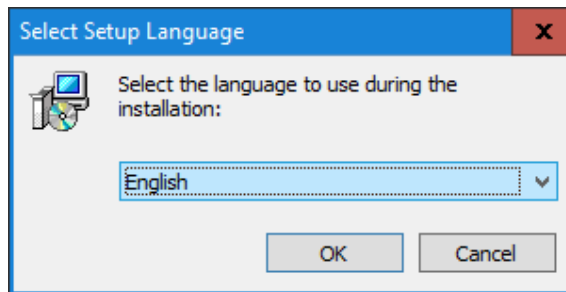 Select Setup Language
Select the language to use during the
installation:
English
OK
Cancel